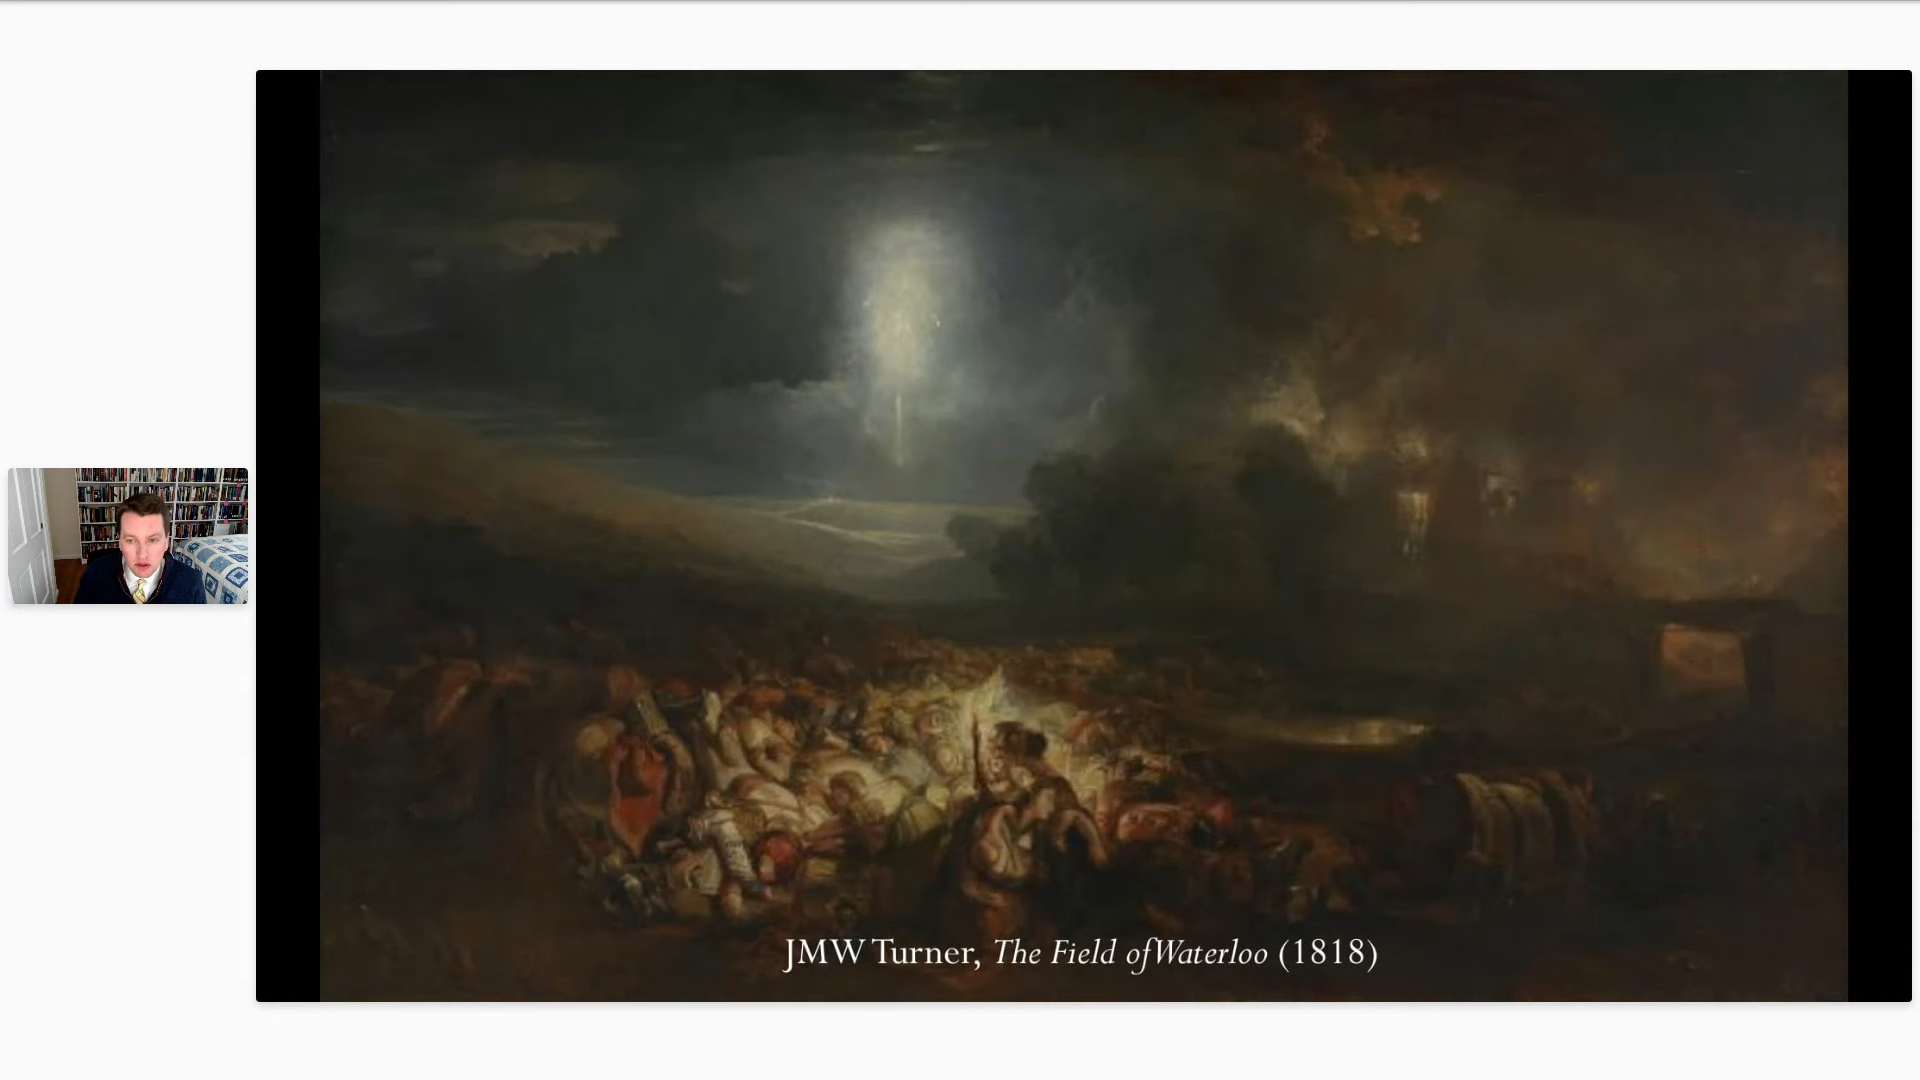 JMW Turner, The Field of Waterloo (1818)